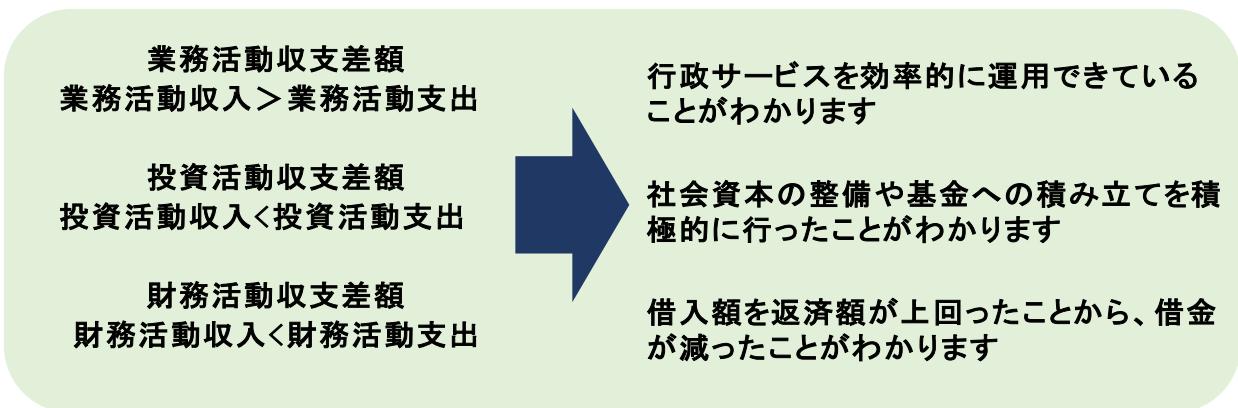 業務活動収支差額
業務活動収入＞業務活動支出
投資活動収支差額
投資活動収入<投資活動支出
財務活動収支差額
財務活動収入<財務活動支出
行政サービスを効率的に運用できている
ことがわかります
社会資本の整備や基金への積み立てを積
極的に行ったことがわかります
借入額を返済額が上回ったことから、借金
が減ったことがわかります